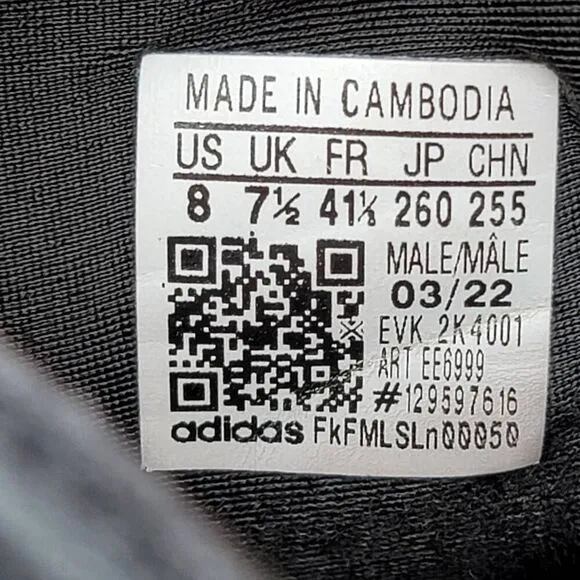 MADE IN CAMBODIA
US UK FR JP CHN
8 7½ 41⅓ 260 255
MALE/MÂLE
03/22
EVK 2K4001
ART EE6999
#129597616
adidas FkFMLSLn00050